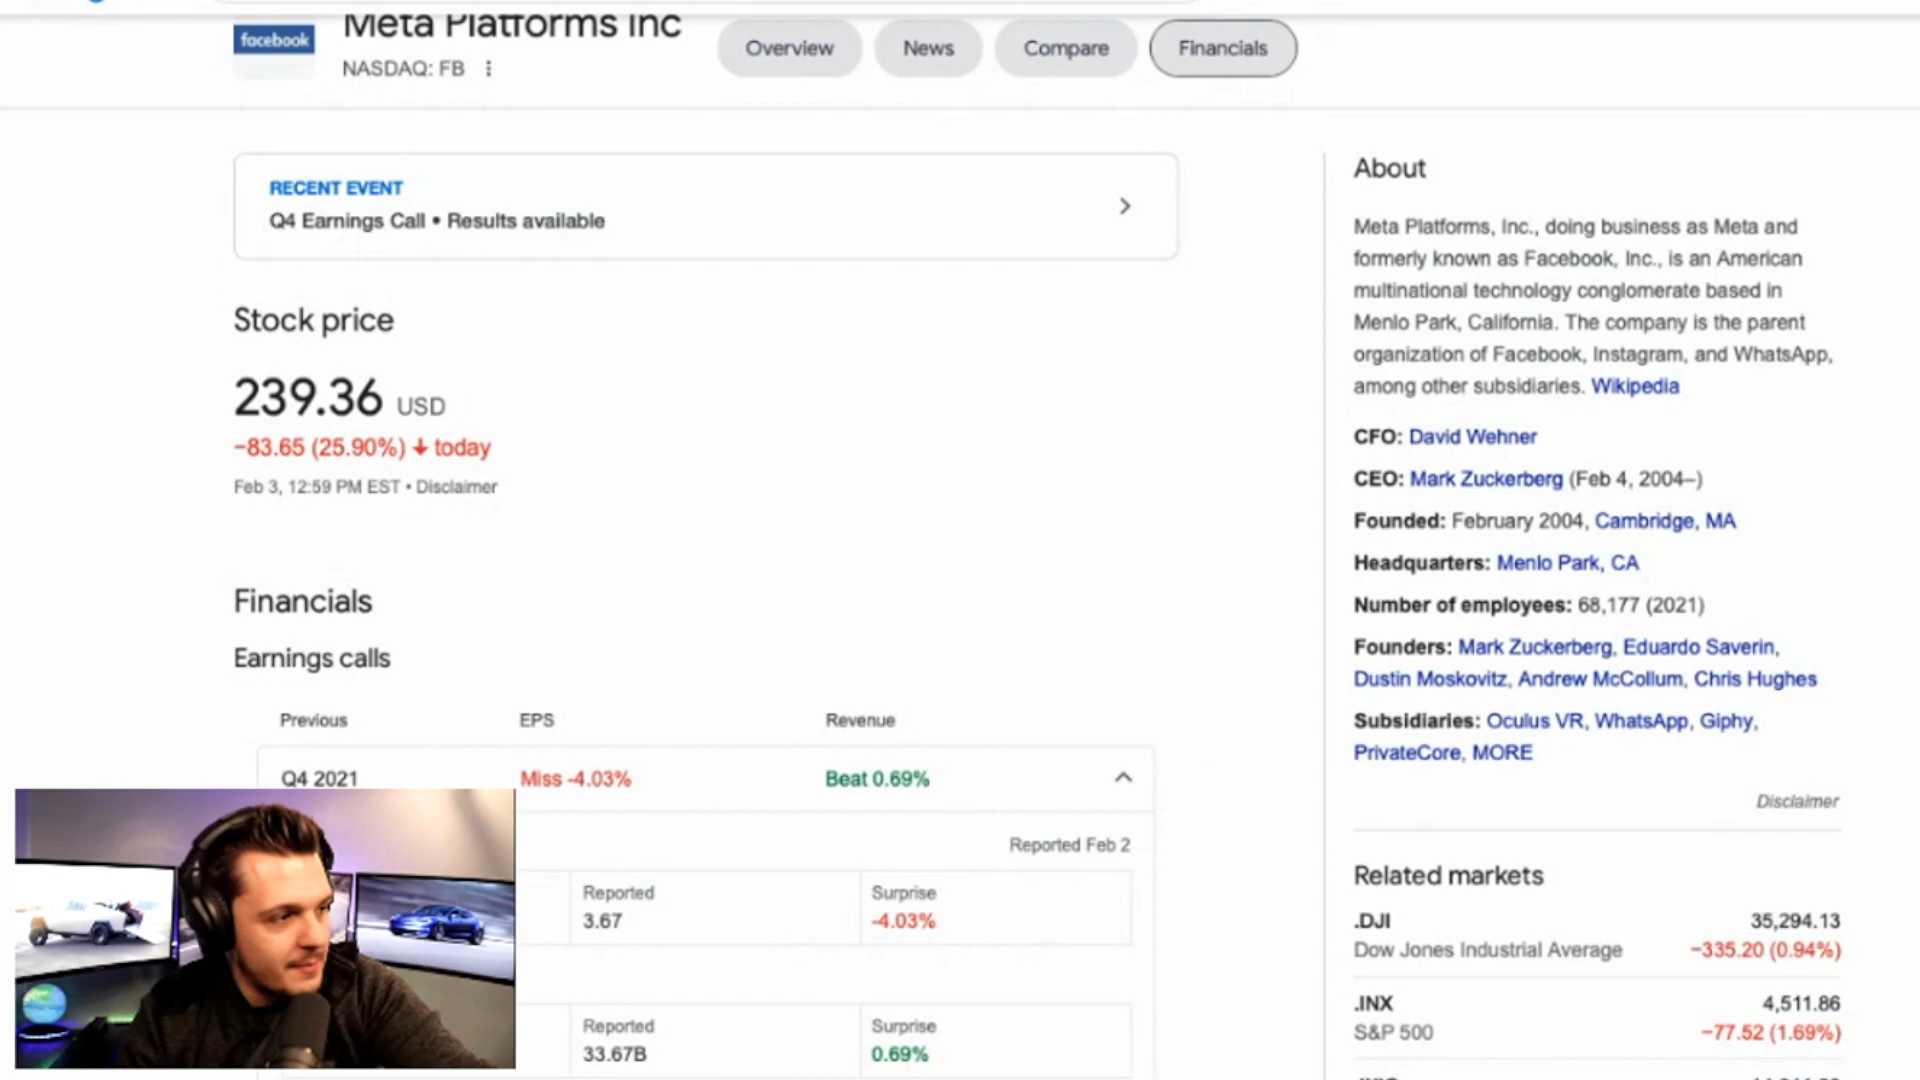 facebook
Meta Platforms Inc
NASDAQ: FB
Overview
News
Compare
Financials
RECENT EVENT
Q4 Earnings Call • Results available
Stock price
239.36 USD
−83.65 (25.90%) ↓ today
Feb 3, 12:59 PM EST • Disclaimer
Financials
Earnings calls
Previous EPS Revenue
Q4 2021 Miss -4.03% Beat 0.69%
Reported Feb 2
Reported Surprise
3.67 -4.03%
Reported Surprise
33.67B 0.69%
About
Meta Platforms, Inc., doing business as Meta and
formerly known as Facebook, Inc., is an American
multinational technology conglomerate based in
Menlo Park, California. The company is the parent
organization of Facebook, Instagram, and WhatsApp,
among other subsidiaries. Wikipedia
CFO: David Wehner
CEO: Mark Zuckerberg (Feb 4, 2004–)
Founded: February 2004, Cambridge, MA
Headquarters: Menlo Park, CA
Number of employees: 68,177 (2021)
Founders: Mark Zuckerberg, Eduardo Saverin,
Dustin Moskovitz, Andrew McCollum, Chris Hughes
Subsidiaries: Oculus VR, WhatsApp, Giphy,
PrivateCore, MORE
Disclaimer
Related markets
.DJI 35,294.13
Dow Jones Industrial Average −335.20 (0.94%)
.INX 4,511.86
S&P 500 −77.52 (1.69%)